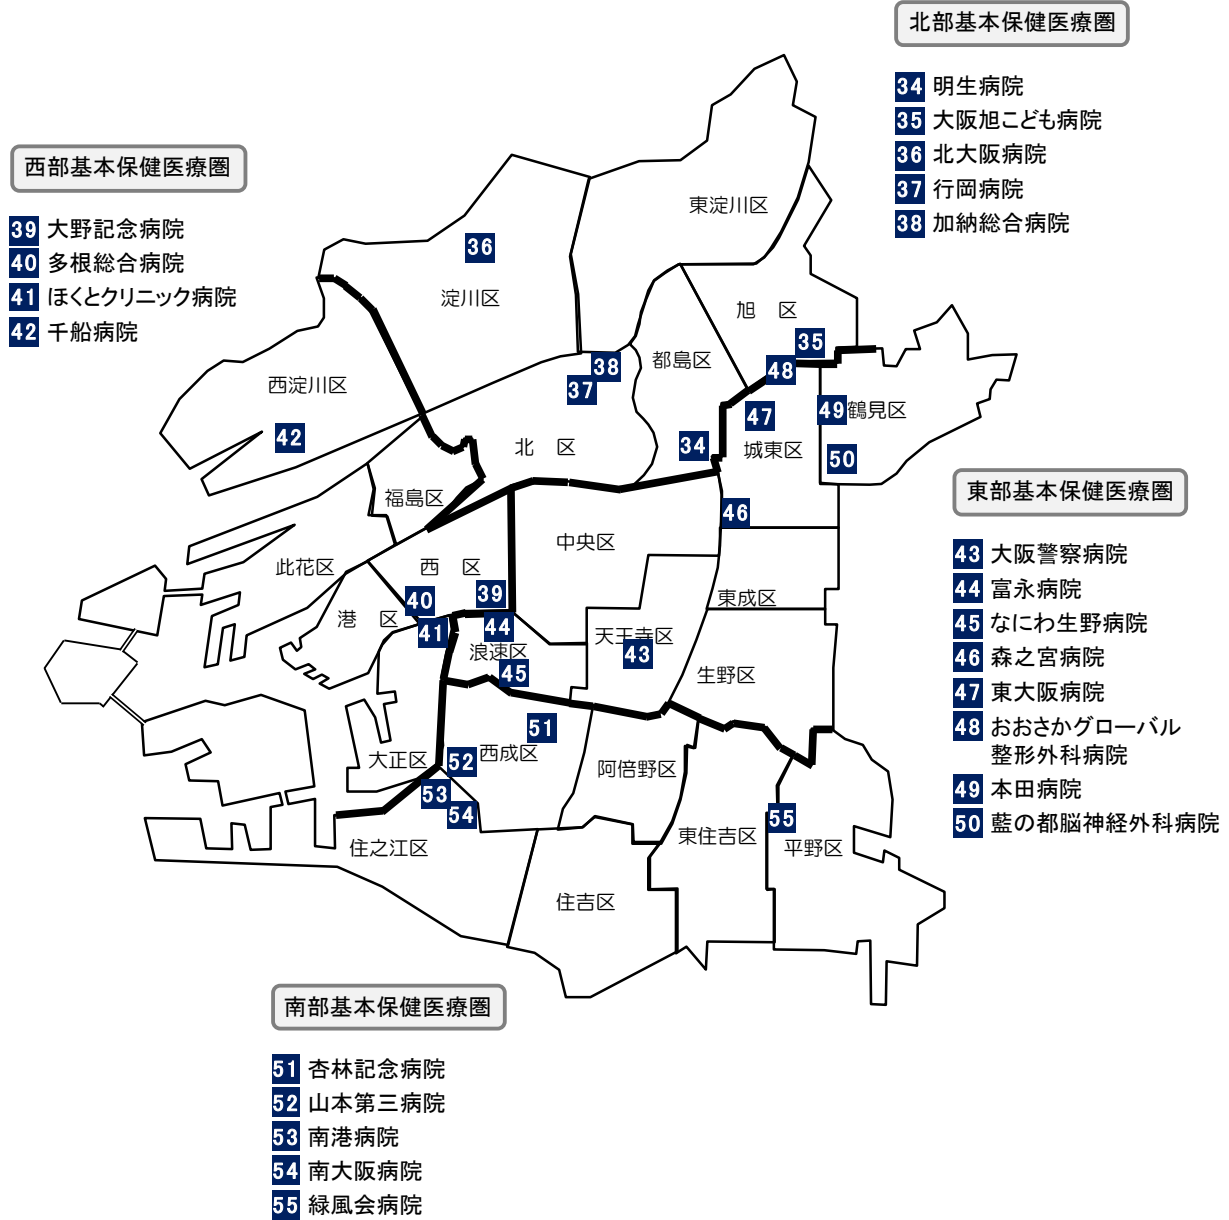 北部基本保健医療圏
34 明生病院
35 大阪旭こども病院
36 北大阪病院
37 行岡病院
38 加納総合病院
西部基本保健医療圏
39 大野記念病院
40 多根総合病院
41 ほくとクリニック病院
42 千船病院
東淀川区
36
淀川区
旭 区
35
38
都島区
48
37
西淀川区
47
49 鶴見区
42
北 区
34
城東区
50
福島区
46
中央区
此花区
西 区
39
東成区
40
港 区
41
44
天王寺区
浪速区
43
45
生野区
51
大正区
52
西成区
阿倍野区
53
54
55
住之江区
東住吉区
平野区
住吉区
東部基本保健医療圏
43 大阪警察病院
44 富永病院
45 なにわ生野病院
46 森之宮病院
47 東大阪病院
48 おおさかグローバル
整形外科病院
49 本田病院
50 藍の都脳神経外科病院
南部基本保健医療圏
51 杏林記念病院
52 山本第三病院
53 南港病院
54 南大阪病院
55 緑風会病院